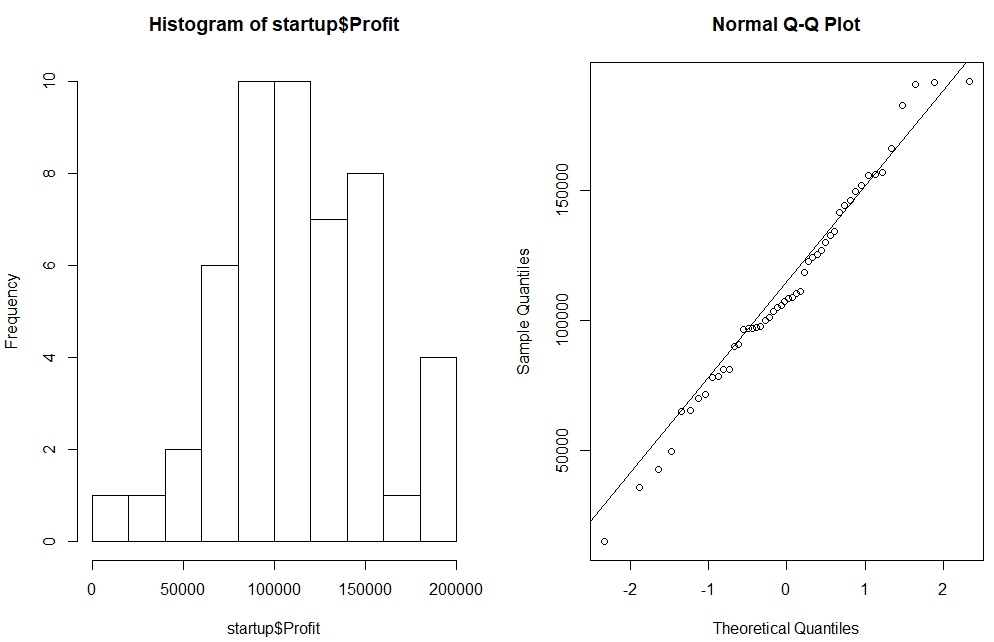 Histogram of startup$Profit
Frequency
10
8
6
4
2
0
0 50000 100000 150000 200000
startup$Profit
Normal Q-Q Plot
Sample Quantiles
150000
100000
50000
-2 -1 0 1 2
Theoretical Quantiles